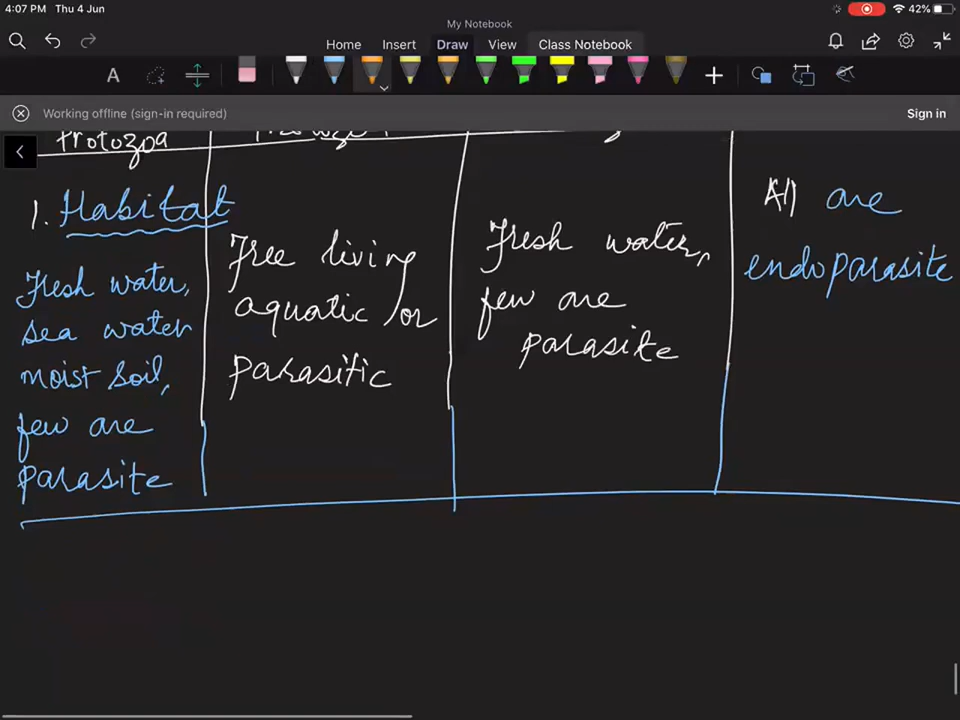 4:07 PM Thu 4 Jun
42%
My Notebook
Home Insert Draw View Class Notebook
A
Working offline (sign-in required)
Sign in
Protozoa
1. Habitat
Fresh water,
sea water
moist soil,
few are
parasite
Free living
aquatic or
parasitic
Fresh water,
few are
parasite
All are
endoparasite